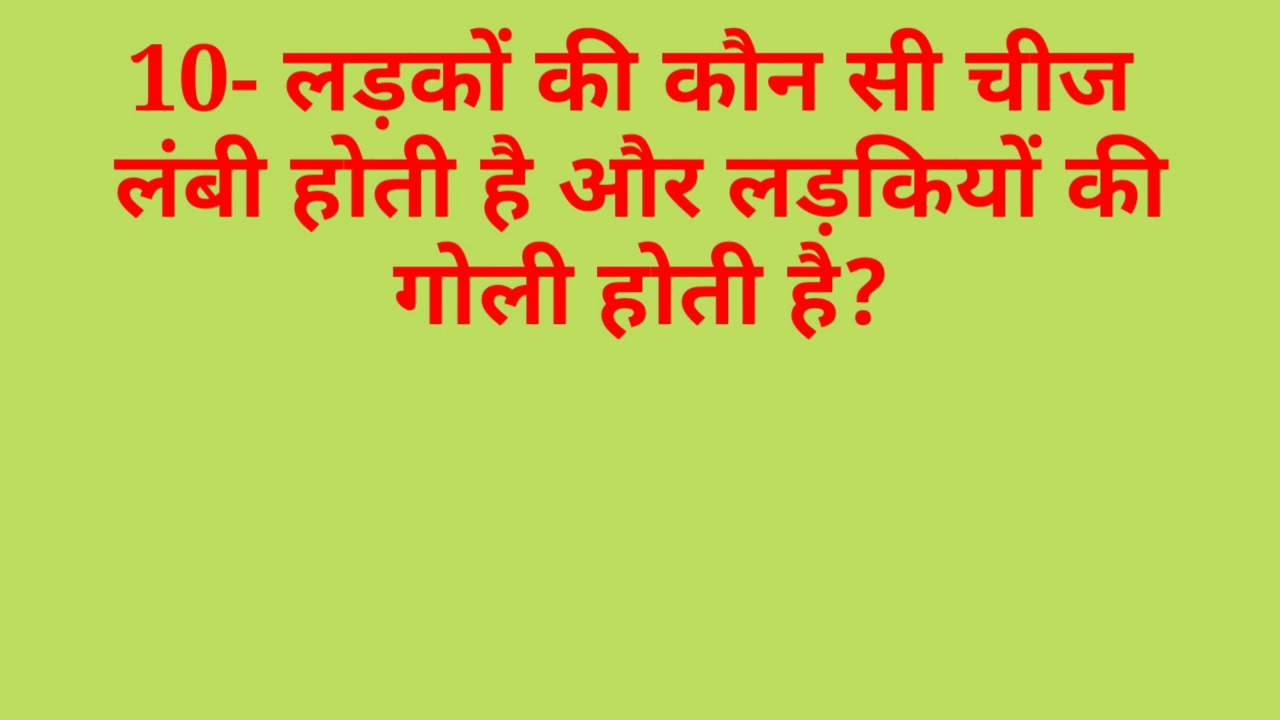 10- लड़कों की कौन सी चीज
लंबी होती है और लड़कियों की
गोली होती है?